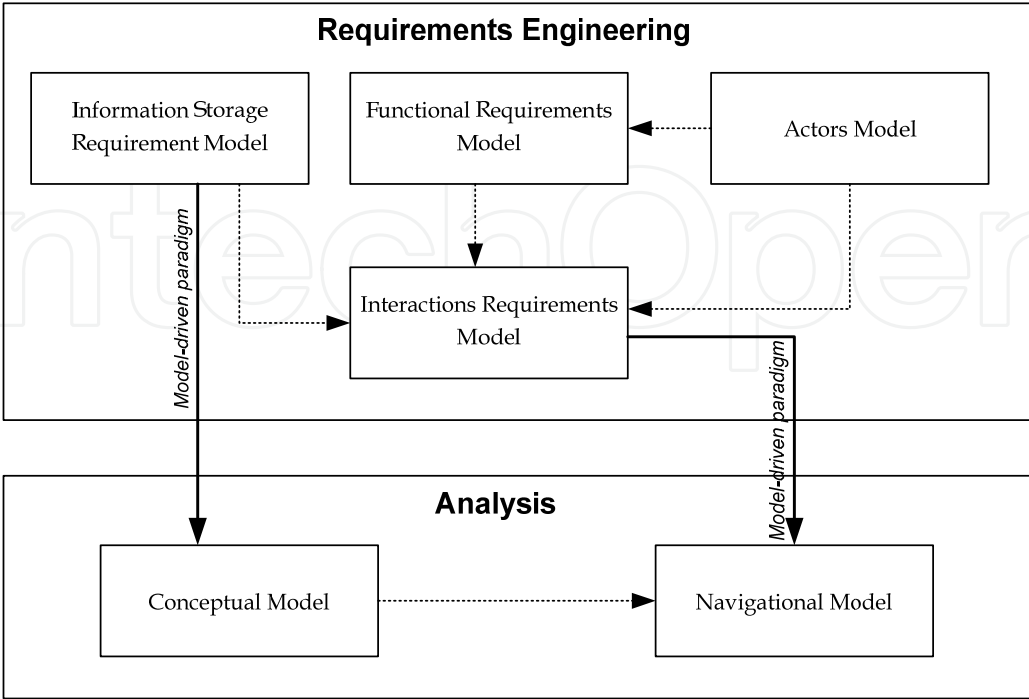 Requirements Engineering
Information Storage
Requirement Model
Functional Requirements
Model
Actors Model
Interactions Requirements
Model
Model-driven paradigm
Model-driven paradigm
Analysis
Conceptual Model
Navigational Model
ntechOpen